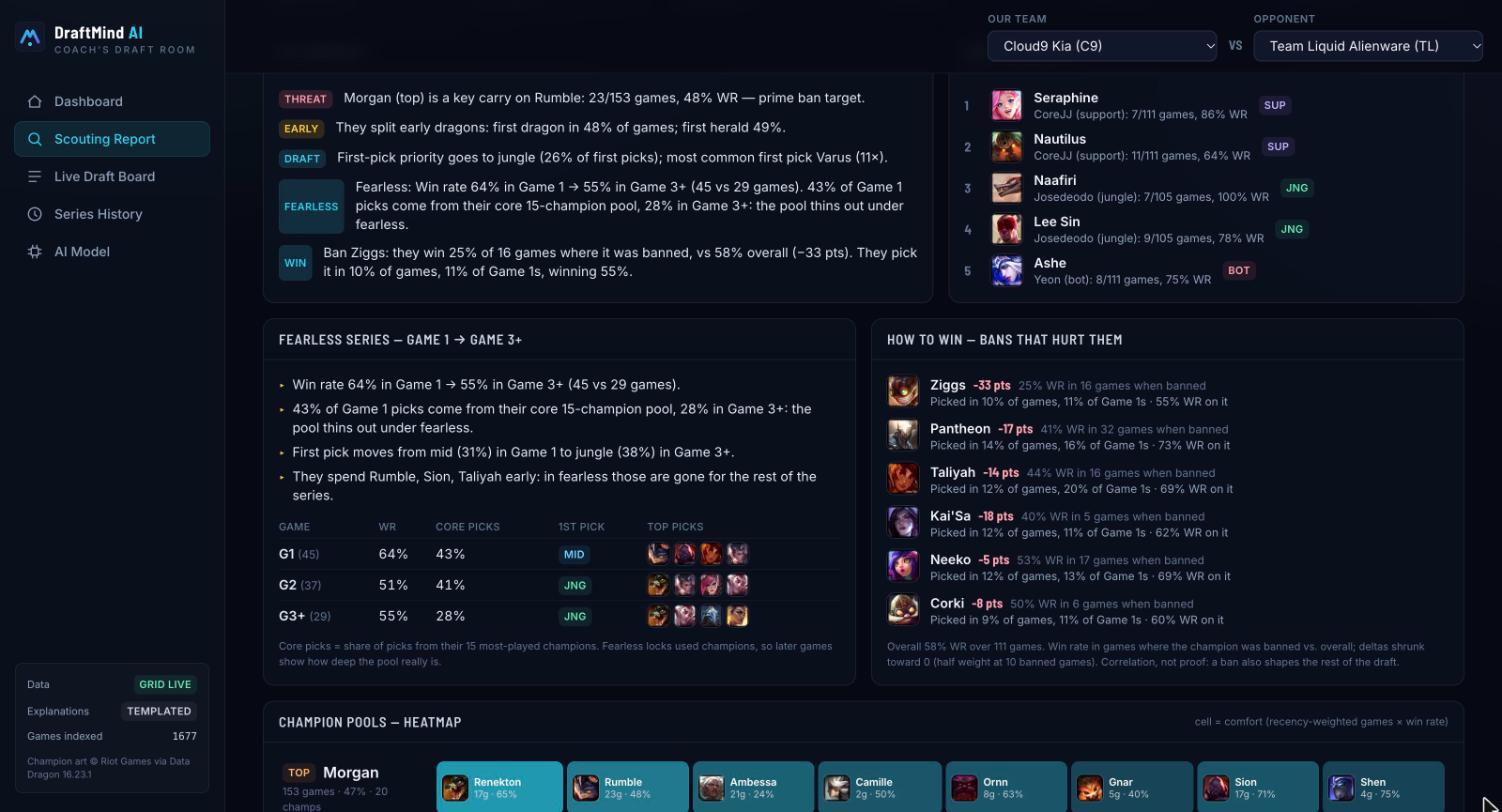 DraftMind AI
COACH'S DRAFT ROOM
Dashboard
Scouting Report
Live Draft Board
Series History
AI Model
Data GRID LIVE
Explanations TEMPLATED
Games indexed 1677
Champion art © Riot Games via Data
Dragon 16.23.1
OUR TEAM
Cloud9 Kia (C9)
VS
OPPONENT
Team Liquid Alienware (TL)
THREAT Morgan (top) is a key carry on Rumble: 23/153 games, 48% WR — prime ban target.
EARLY They split early dragons: first dragon in 48% of games; first herald 49%.
DRAFT First-pick priority goes to jungle (26% of first picks); most common first pick Varus (11×).
FEARLESS Fearless: Win rate 64% in Game 1 → 55% in Game 3+ (45 vs 29 games). 43% of Game 1
picks come from their core 15-champion pool, 28% in Game 3+: the pool thins out under
fearless.
WIN Ban Ziggs: they win 25% of 16 games where it was banned, vs 58% overall (−33 pts). They pick
it in 10% of games, 11% of Game 1s, winning 55%.
1 Seraphine SUP
CoreJJ (support): 7/111 games, 86% WR
2 Nautilus SUP
CoreJJ (support): 11/111 games, 64% WR
3 Naafiri JNG
Josedeodo (jungle): 7/105 games, 100% WR
4 Lee Sin JNG
Josedeodo (jungle): 9/105 games, 78% WR
5 Ashe BOT
Yeon (bot): 8/111 games, 75% WR
FEARLESS SERIES — GAME 1 → GAME 3+
▸ Win rate 64% in Game 1 → 55% in Game 3+ (45 vs 29 games).
▸ 43% of Game 1 picks come from their core 15-champion pool, 28% in Game 3+: the
pool thins out under fearless.
▸ First pick moves from mid (31%) in Game 1 to jungle (38%) in Game 3+.
▸ They spend Rumble, Sion, Taliyah early: in fearless those are gone for the rest of the
series.
GAME WR CORE PICKS 1ST PICK TOP PICKS
G1 (45) 64% 43% MID
G2 (37) 51% 41% JNG
G3+ (29) 55% 28% JNG
Core picks = share of picks from their 15 most-played champions. Fearless locks used champions, so later games
show how deep the pool really is.
HOW TO WIN — BANS THAT HURT THEM
Ziggs -33 pts 25% WR in 16 games when banned
Picked in 10% of games, 11% of Game 1s · 55% WR on it
Pantheon -17 pts 41% WR in 32 games when banned
Picked in 14% of games, 16% of Game 1s · 73% WR on it
Taliyah -14 pts 44% WR in 16 games when banned
Picked in 12% of games, 20% of Game 1s · 69% WR on it
Kai'Sa -18 pts 40% WR in 5 games when banned
Picked in 12% of games, 11% of Game 1s · 62% WR on it
Neeko -5 pts 53% WR in 17 games when banned
Picked in 12% of games, 13% of Game 1s · 69% WR on it
Corki -8 pts 50% WR in 6 games when banned
Picked in 9% of games, 11% of Game 1s · 60% WR on it
Overall 58% WR over 111 games. Win rate in games where the champion was banned vs. overall; deltas shrunk
toward 0 (half weight at 10 banned games). Correlation, not proof: a ban also shapes the rest of the draft.
CHAMPION POOLS — HEATMAP
cell = comfort (recency-weighted games × win rate)
TOP Morgan
153 games · 47% · 20
champs
Renekton
17g · 65%
Rumble
23g · 48%
Ambessa
21g · 24%
Camille
2g · 50%
Ornn
8g · 63%
Gnar
5g · 40%
Sion
17g · 71%
Shen
4g · 75%